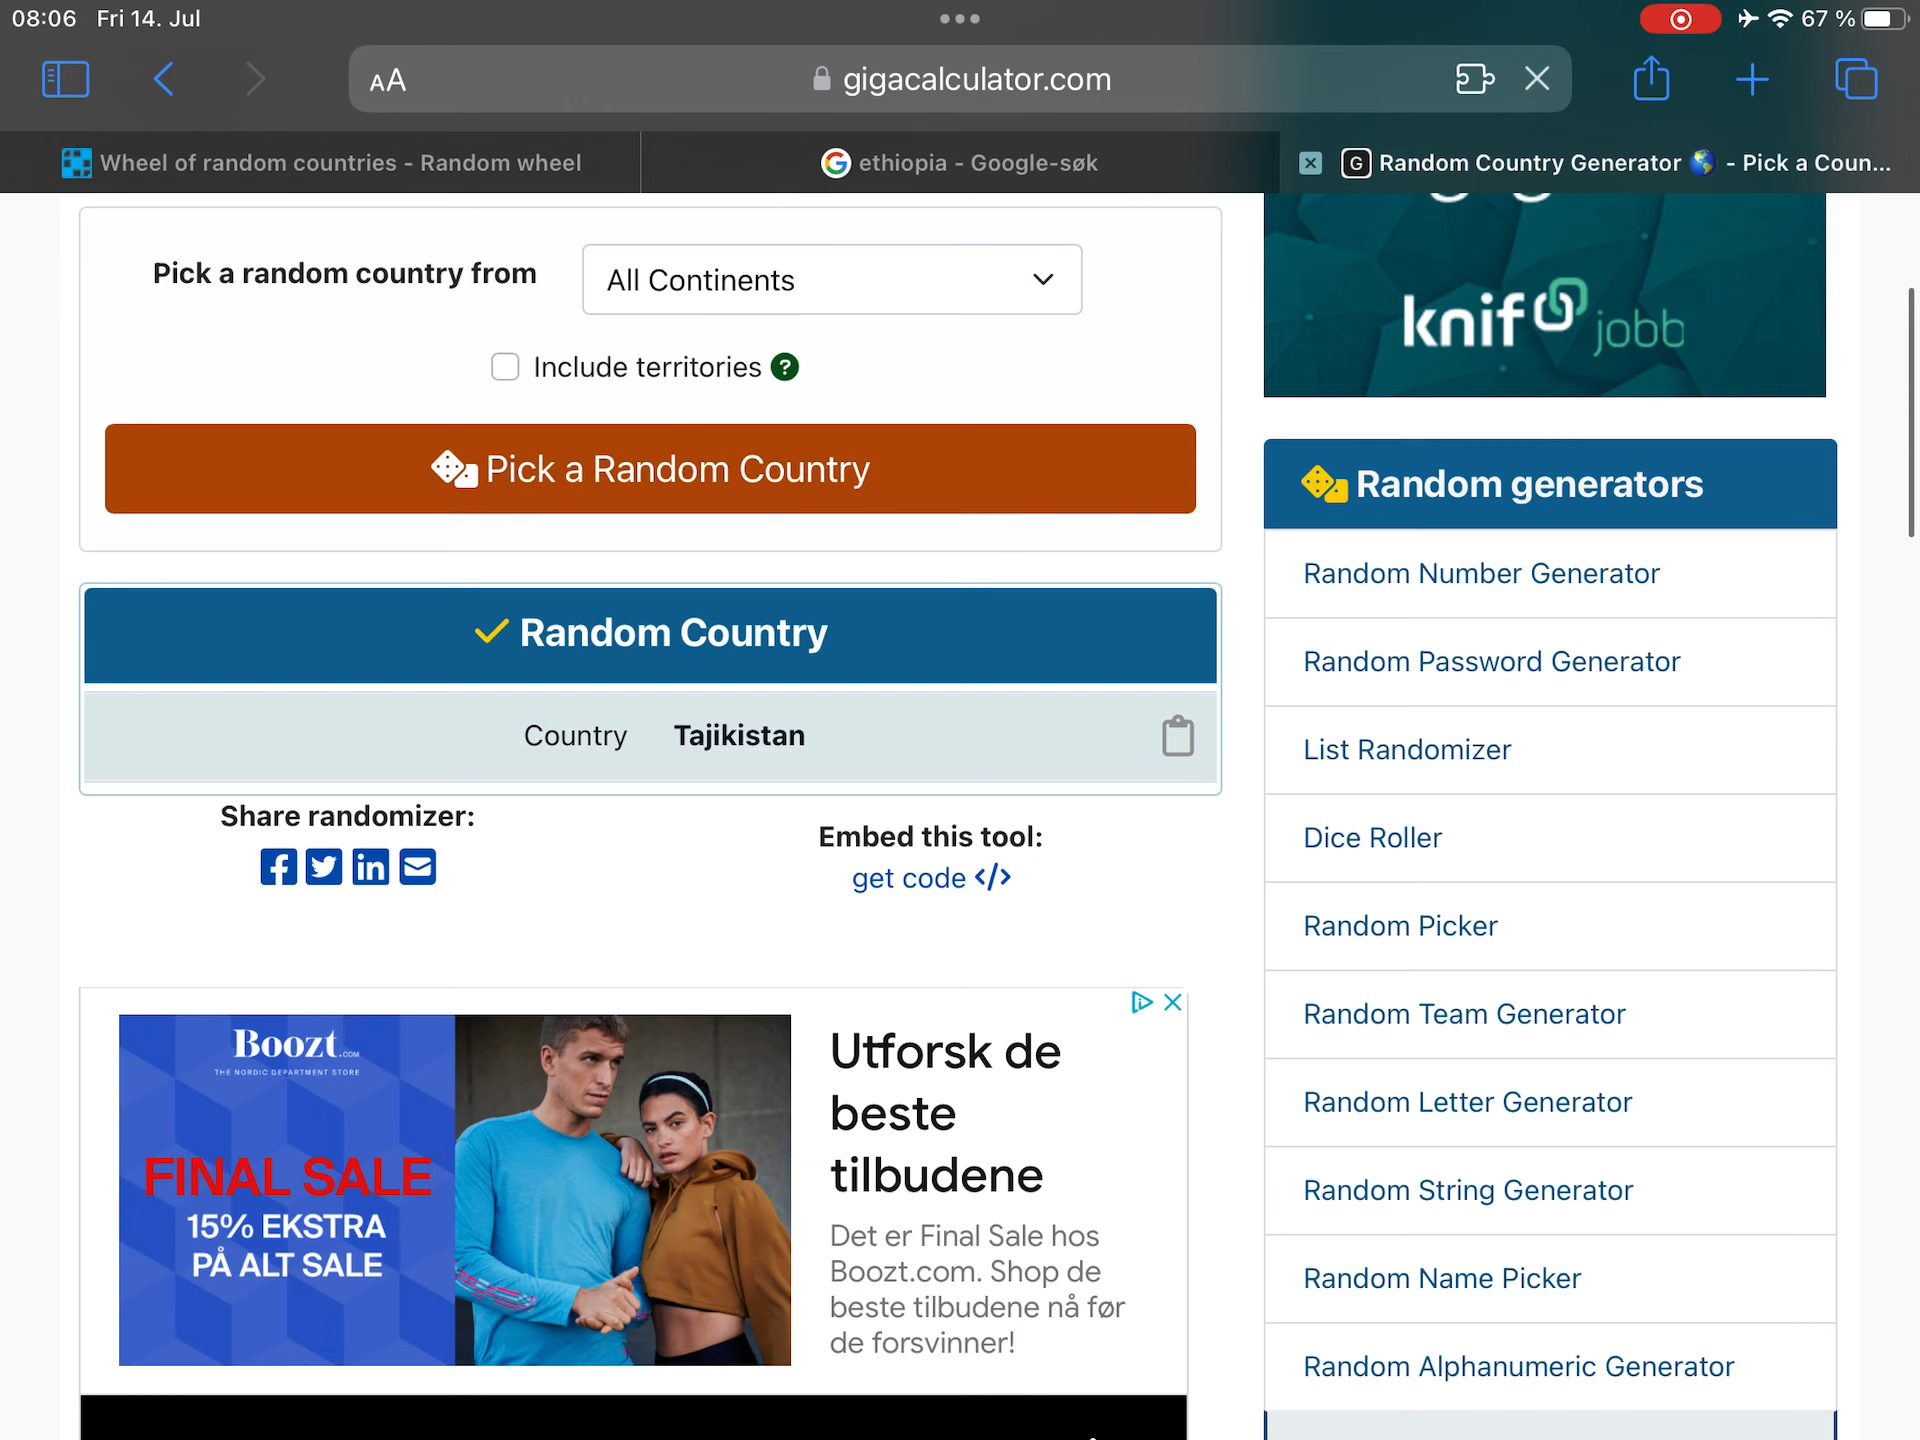 08:06 Fri 14. Jul
67 %
AA
gigacalculator.com
Wheel of random countries - Random wheel
ethiopia - Google-søk
G Random Country Generator 🌎 - Pick a Coun...
Pick a random country from
All Continents
Include territories ?
Pick a Random Country
Random Country
Country Tajikistan
Share randomizer:
Embed this tool:
get code </>
Boozt.COM
THE NORDIC DEPARTMENT STORE
FINAL SALE
15% EKSTRA
PÅ ALT SALE
Utforsk de
beste
tilbudene
Det er Final Sale hos
Boozt.com. Shop de
beste tilbudene nå før
de forsvinner!
knif jobb
Random generators
Random Number Generator
Random Password Generator
List Randomizer
Dice Roller
Random Picker
Random Team Generator
Random Letter Generator
Random String Generator
Random Name Picker
Random Alphanumeric Generator